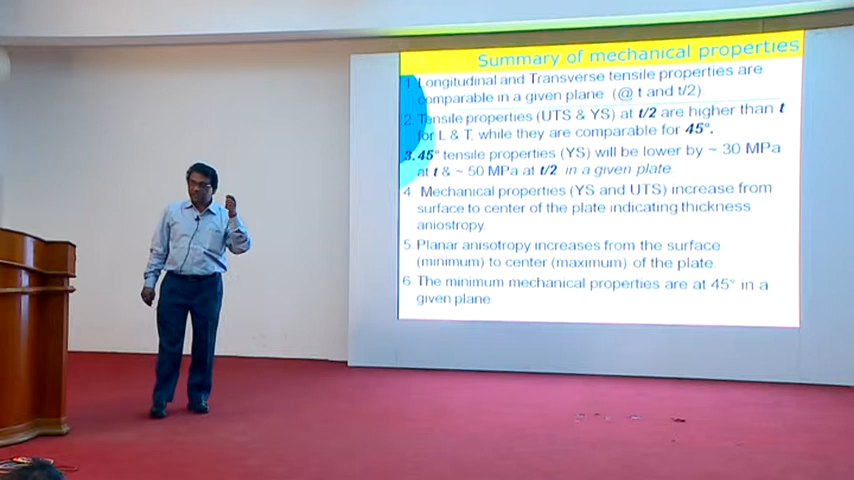 Summary of mechanical properties
1 Longitudinal and Transverse tensile properties are
comparable in a given plane (@ t and t/2)
2 Tensile properties (UTS & YS) at t/2 are higher than t
for L & T, while they are comparable for 45°.
3. 45° tensile properties (YS) will be lower by ~ 30 MPa
at t & ~ 50 MPa at t/2 in a given plate
4 Mechanical properties (YS and UTS) increase from
surface to center of the plate indicating thickness
aniostropy
5 Planar anisotropy increases from the surface
(minimum) to center (maximum) of the plate.
6 The minimum mechanical properties are at 45° in a
given plane